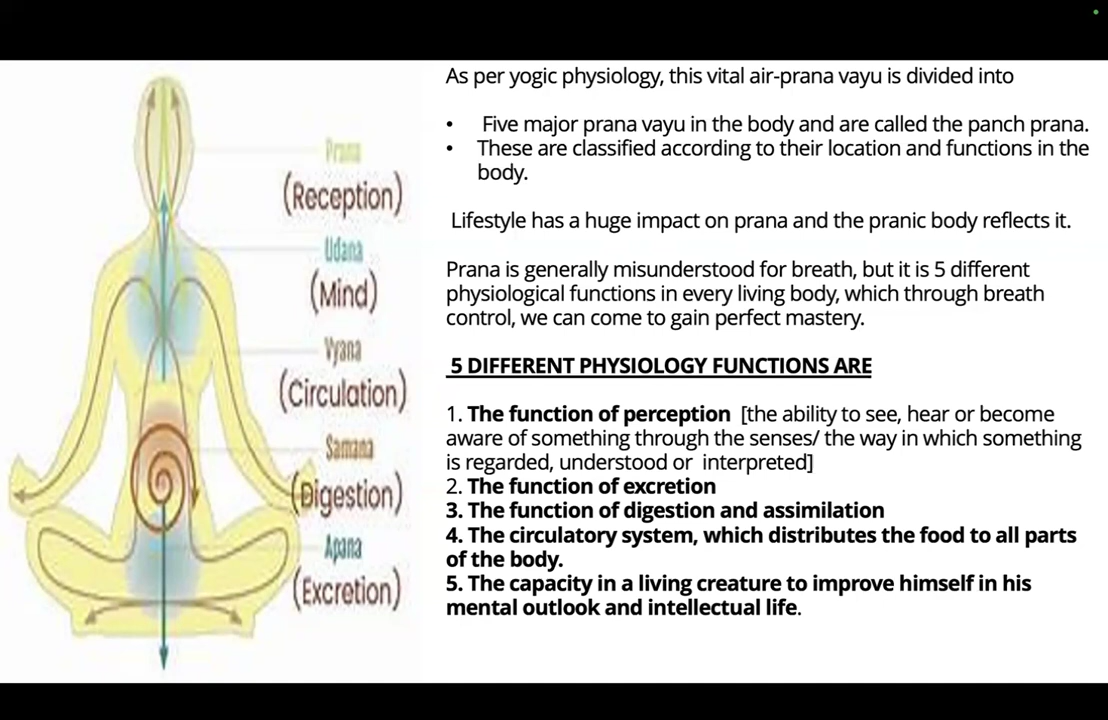 Prana
(Reception)
Udana
(Mind)
Vyana
(Circulation)
Samana
(Digestion)
Apana
(Excretion)
As per yogic physiology, this vital air-prana vayu is divided into
• Five major prana vayu in the body and are called the panch prana.
• These are classified according to their location and functions in the
body.
Lifestyle has a huge impact on prana and the pranic body reflects it.
Prana is generally misunderstood for breath, but it is 5 different
physiological functions in every living body, which through breath
control, we can come to gain perfect mastery.
5 DIFFERENT PHYSIOLOGY FUNCTIONS ARE
1. The function of perception [the ability to see, hear or become
aware of something through the senses/ the way in which something
is regarded, understood or interpreted]
2. The function of excretion
3. The function of digestion and assimilation
4. The circulatory system, which distributes the food to all parts
of the body.
5. The capacity in a living creature to improve himself in his
mental outlook and intellectual life.